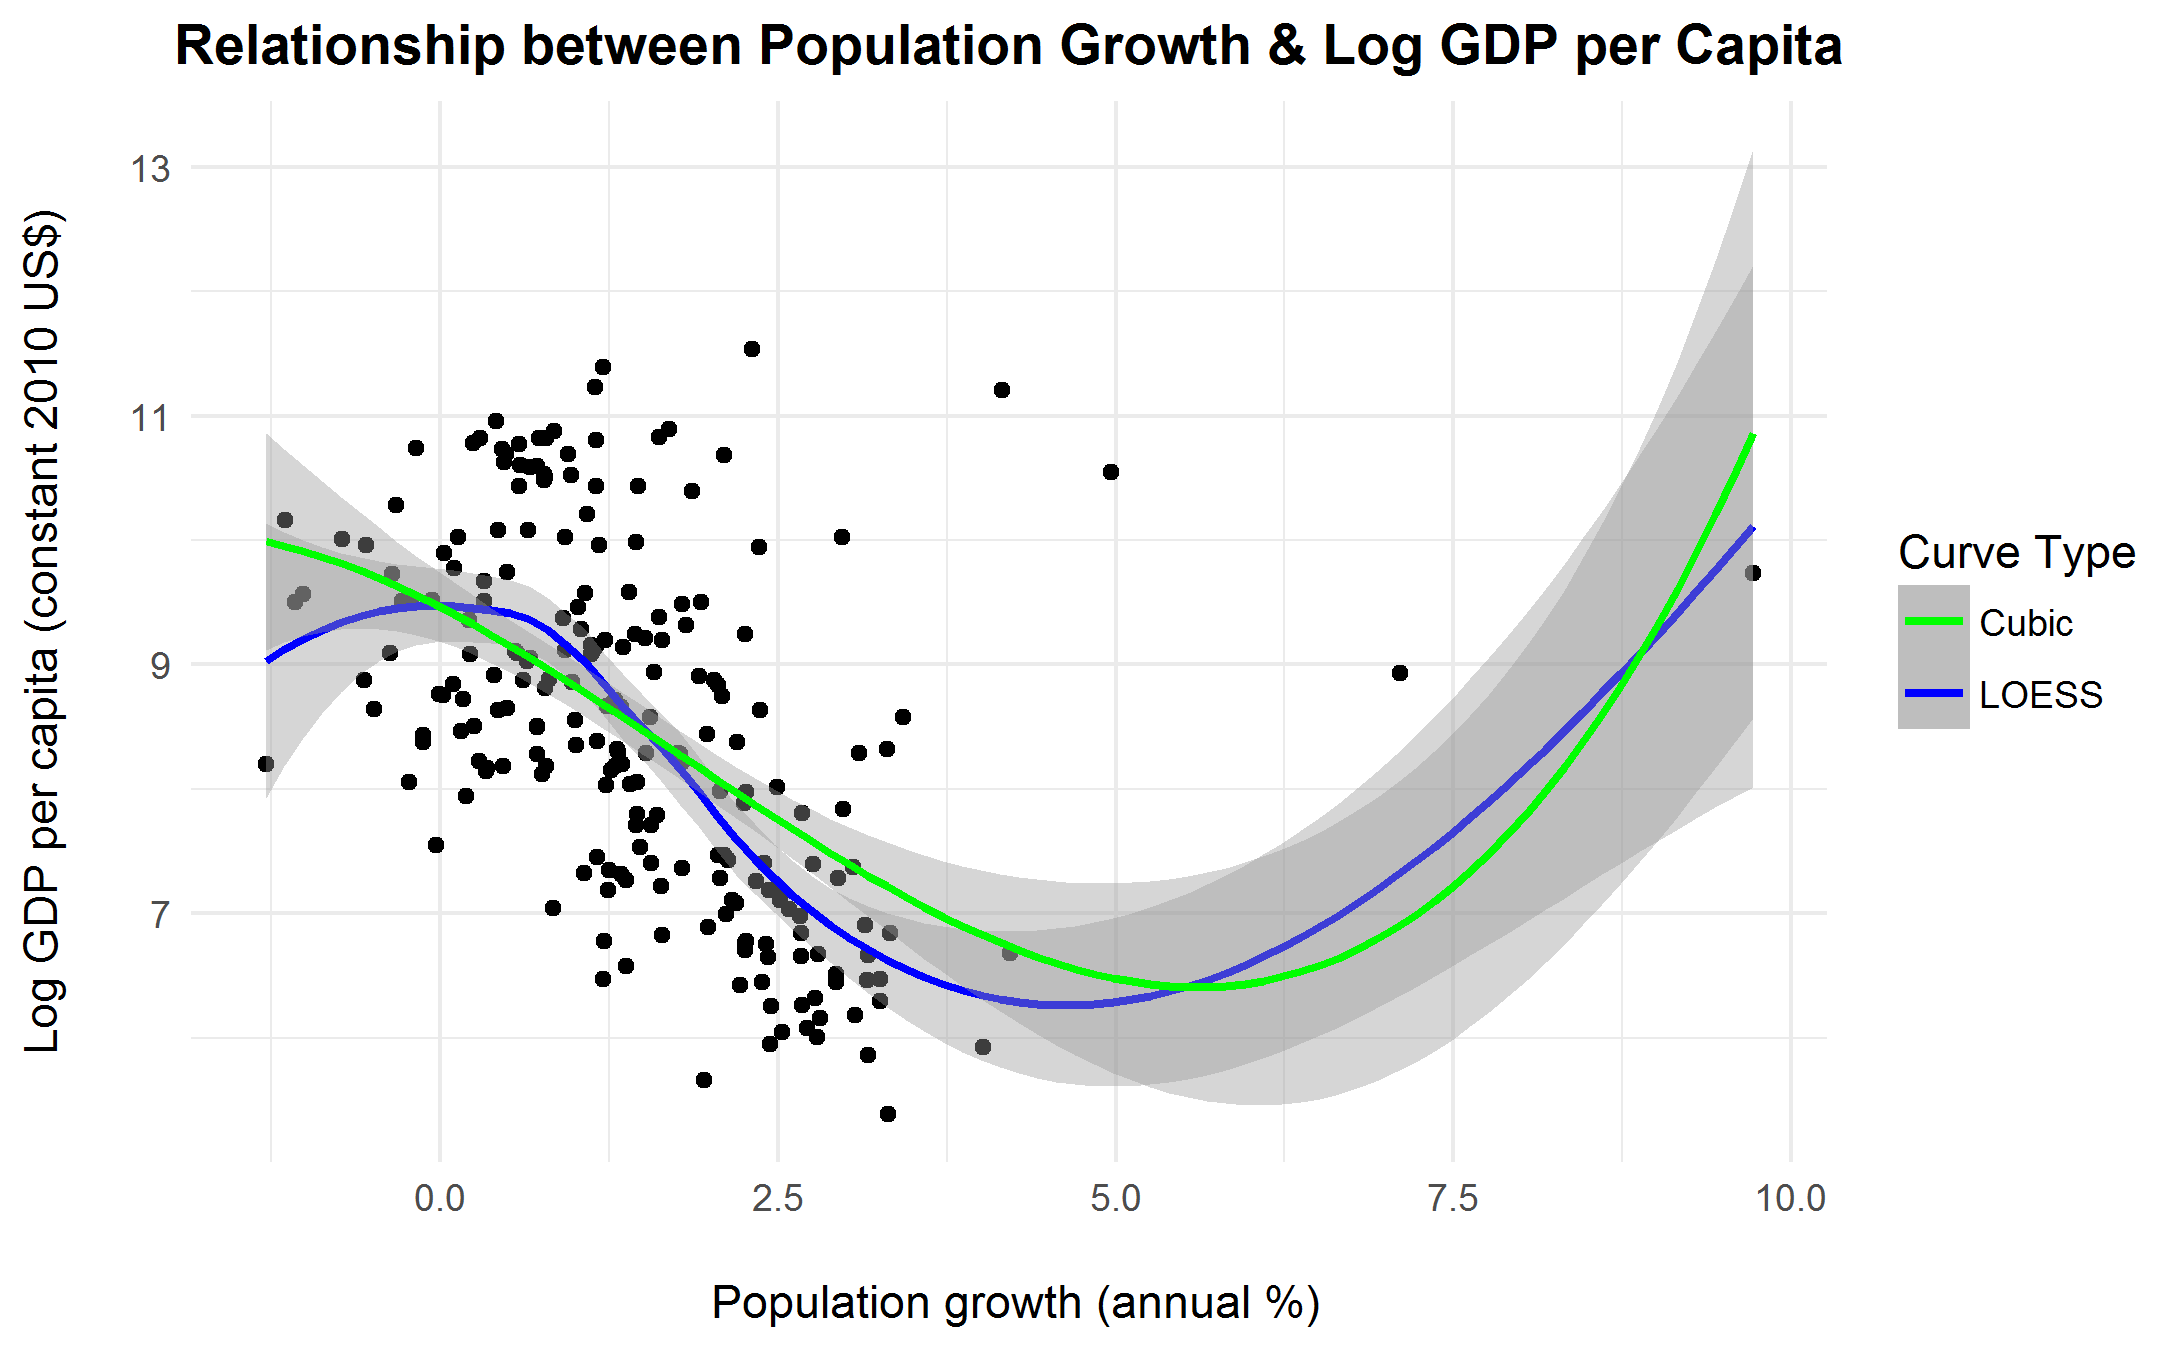 Relationship between Population Growth & Log GDP per Capita
Log GDP per capita (constant 2010 US$)
13
11
9
7
0.0
2.5
5.0
7.5
10.0
Population growth (annual %)
Curve Type
Cubic
LOESS